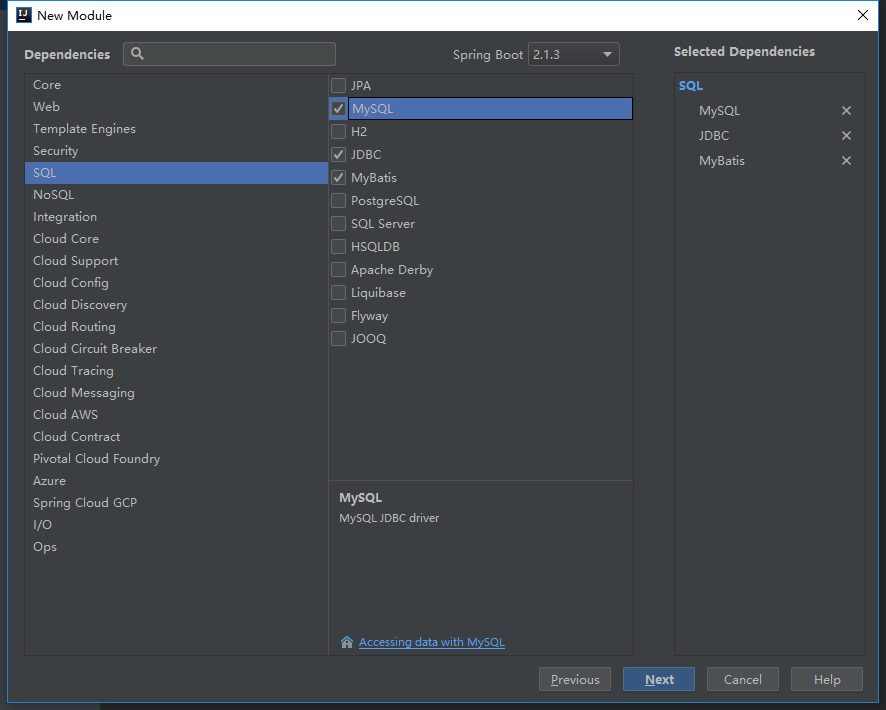 New Module
Dependencies
Spring Boot 2.1.3
Selected Dependencies
Core
Web
Template Engines
Security
SQL
NoSQL
Integration
Cloud Core
Cloud Support
Cloud Config
Cloud Discovery
Cloud Routing
Cloud Circuit Breaker
Cloud Tracing
Cloud Messaging
Cloud AWS
Cloud Contract
Pivotal Cloud Foundry
Azure
Spring Cloud GCP
I/O
Ops
JPA
MySQL
H2
JDBC
MyBatis
PostgreSQL
SQL Server
HSQLDB
Apache Derby
Liquibase
Flyway
JOOQ
MySQL
MySQL JDBC driver
Accessing data with MySQL
SQL
MySQL
JDBC
MyBatis
Previous
Next
Cancel
Help